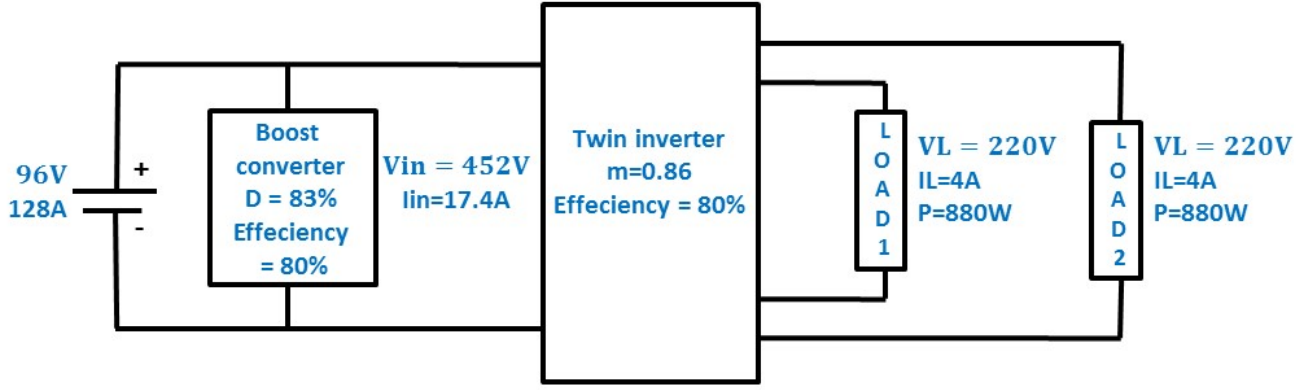 96V
128A
+
-
Boost
converter
D = 83%
Effeciency
= 80%
Vin = 452V
Iin=17.4A
Twin inverter
m=0.86
Effeciency = 80%
L
O
A
D
1
VL = 220V
IL=4A
P=880W
L
O
A
D
2
VL = 220V
IL=4A
P=880W